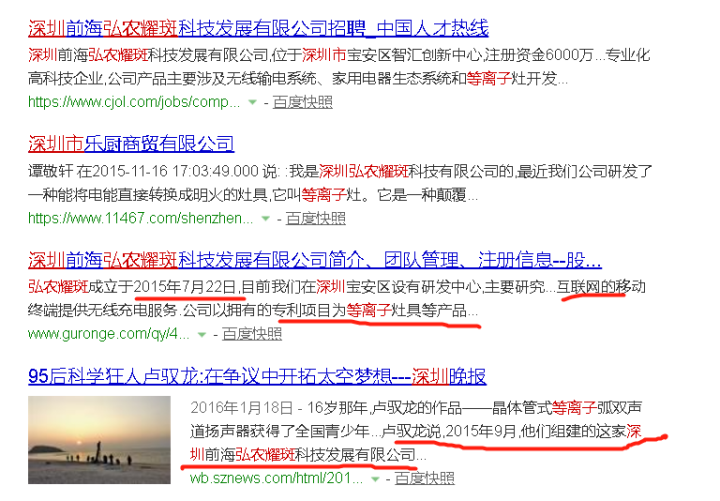 深圳前海弘农耀斑科技发展有限公司招聘_中国人才热线
深圳前海弘农耀斑科技发展有限公司,位于深圳市宝安区智汇创新中心,注册资金6000万...专业化
高科技企业,公司产品主要涉及无线输电系统、家用电器生态系统和等离子灶开发...
https://www.cjol.com/jobs/comp... - 百度快照
深圳市乐厨商贸有限公司
谭敬轩 在2015-11-16 17:03:49.000 说: :我是深圳弘农耀斑科技有限公司的,最近我们公司研发了
一种能将电能直接转换成明火的灶具,它叫等离子灶。它是一种颠覆...
https://www.11467.com/shenzhen... - 百度快照
深圳前海弘农耀斑科技发展有限公司简介、团队管理、注册信息--股...
弘农耀斑成立于2015年7月22日,目前我们在深圳宝安区设有研发中心,主要研究...互联网的移动
终端提供无线充电服务.公司以拥有的专利项目为等离子灶具等产品...
www.guronge.com/qy/4... - 百度快照
95后科学狂人卢驭龙:在争议中开拓太空梦想---深圳晚报
2016年1月18日 - 16岁那年,卢驭龙的作品——晶体管式等离子弧双声
道扬声器获得了全国青少年...卢驭龙说,2015年9月,他们组建的这家深
圳前海弘农耀斑科技发展有限公司...
wb.sznews.com/html/201... - 百度快照